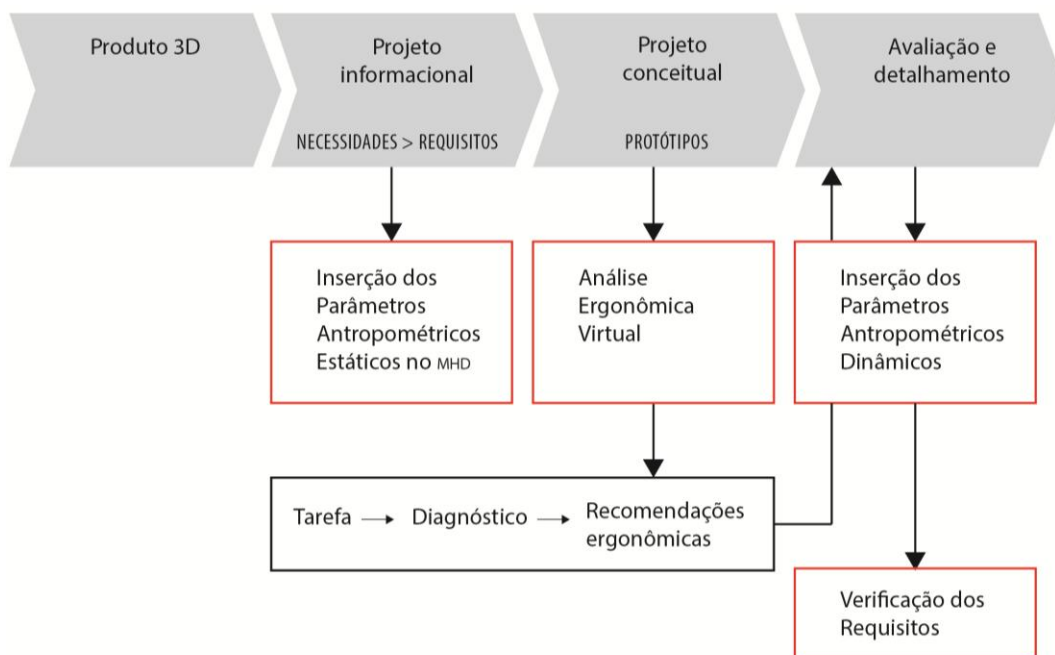 Produto 3D
Projeto
informacional
NECESSIDADES > REQUISITOS
Projeto
conceitual
PROTÓTIPOS
Avaliação e
detalhamento
Inserção dos
Parâmetros
Antropométricos
Estáticos no MHD
Análise
Ergonômica
Virtual
Inserção dos
Parâmetros
Antropométricos
Dinâmicos
Tarefa → Diagnóstico → Recomendações
ergonômicas
Verificação dos
Requisitos